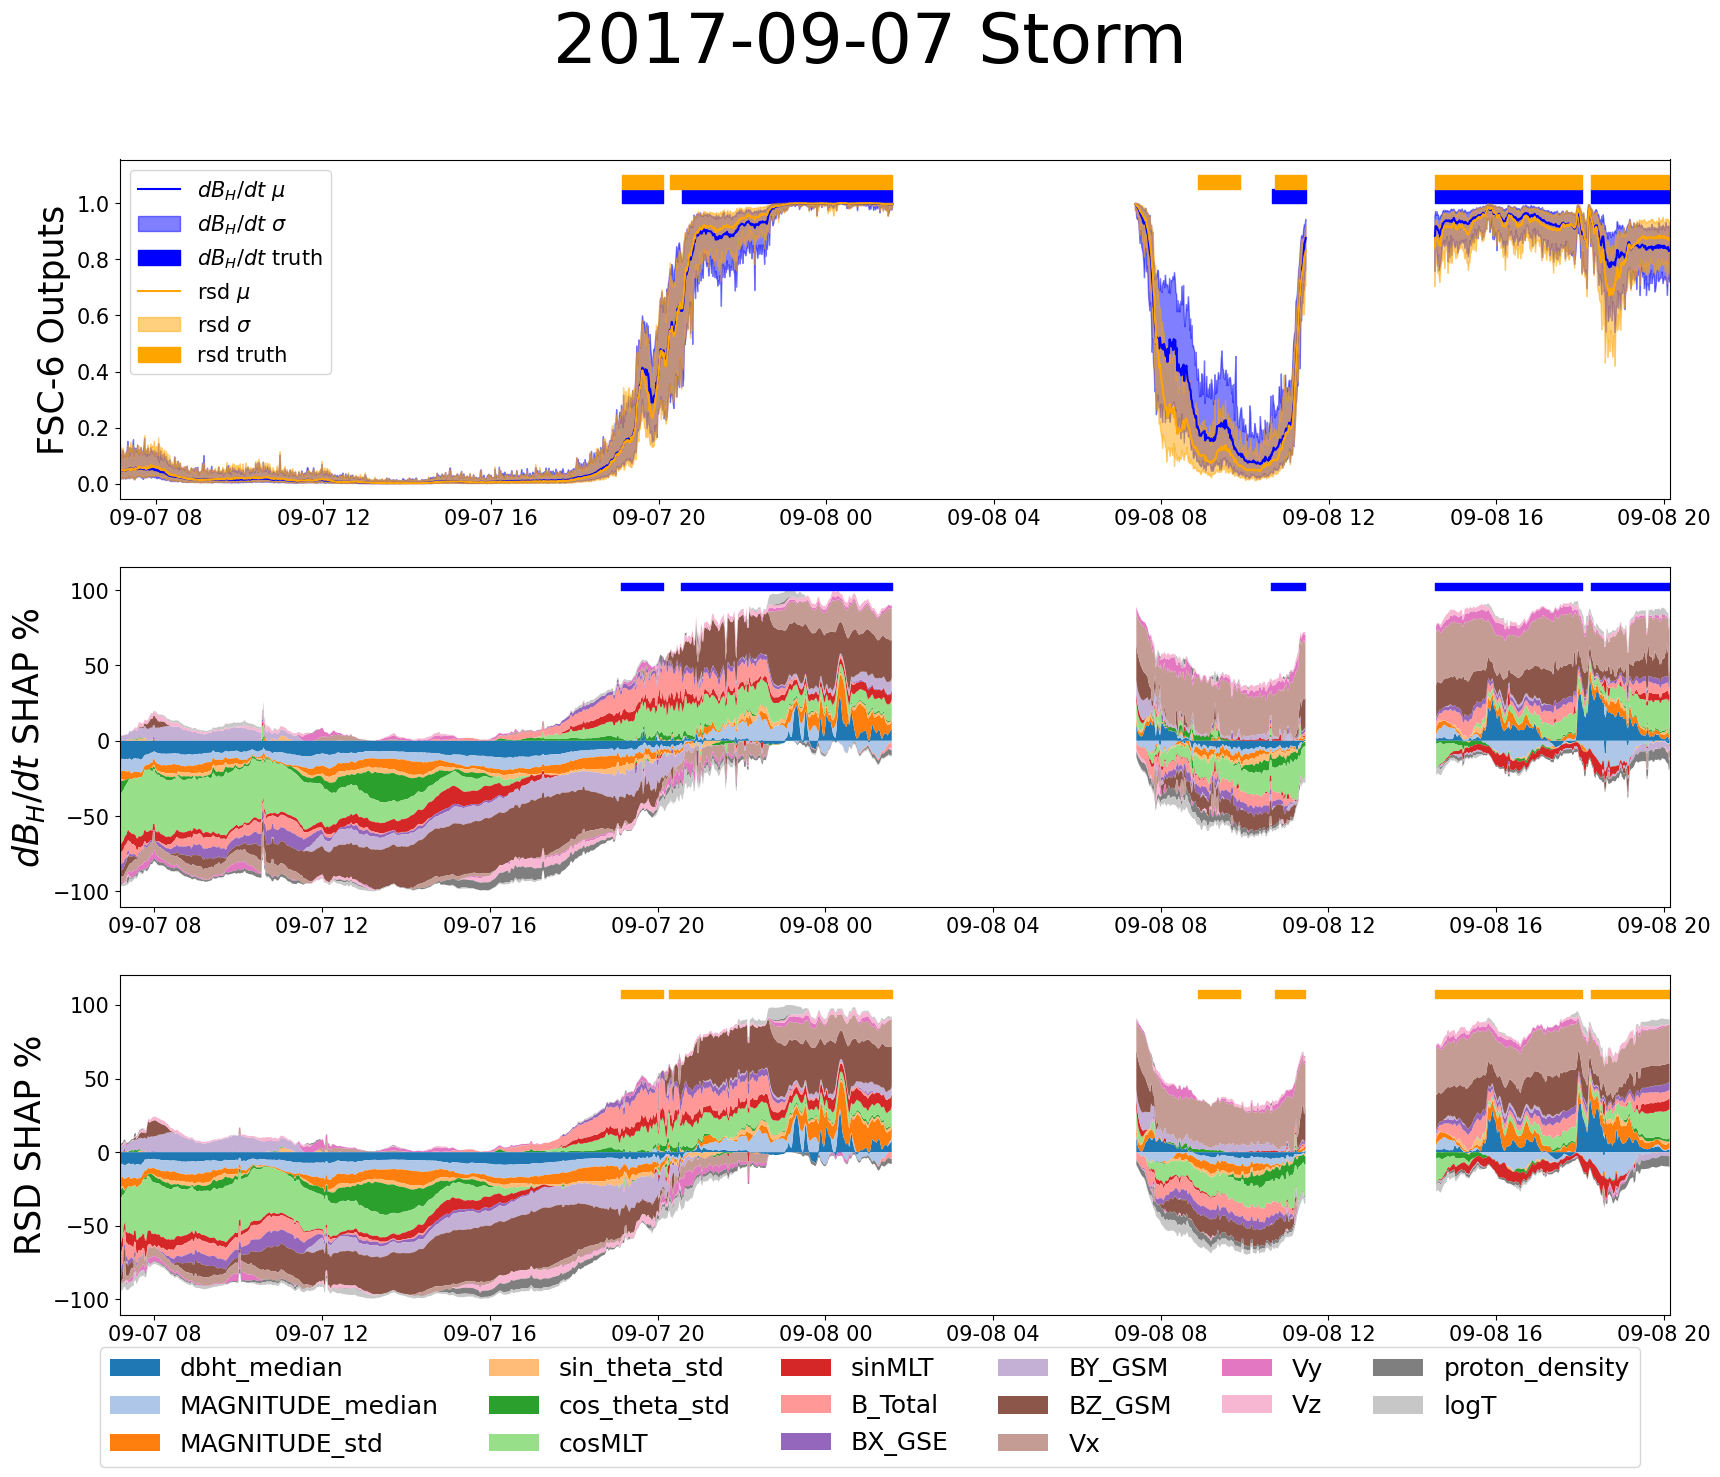 2017-09-07 Storm
FSC-6 Outputs
1.0
0.8
0.6
0.4
0.2
0.0
dB_H/dt μ
dB_H/dt σ
dB_H/dt truth
rsd μ
rsd σ
rsd truth
09-07 08 09-07 12 09-07 16 09-07 20 09-08 00 09-08 04 09-08 08 09-08 12 09-08 16 09-08 20
dB_H/dt SHAP %
100
50
0
−50
−100
09-07 08 09-07 12 09-07 16 09-07 20 09-08 00 09-08 04 09-08 08 09-08 12 09-08 16 09-08 20
RSD SHAP %
100
50
0
−50
−100
09-07 08 09-07 12 09-07 16 09-07 20 09-08 00 09-08 04 09-08 08 09-08 12 09-08 16 09-08 20
dbht_median sin_theta_std sinMLT BY_GSM Vy proton_density
MAGNITUDE_median cos_theta_std B_Total BZ_GSM Vz logT
MAGNITUDE_std cosMLT BX_GSE Vx